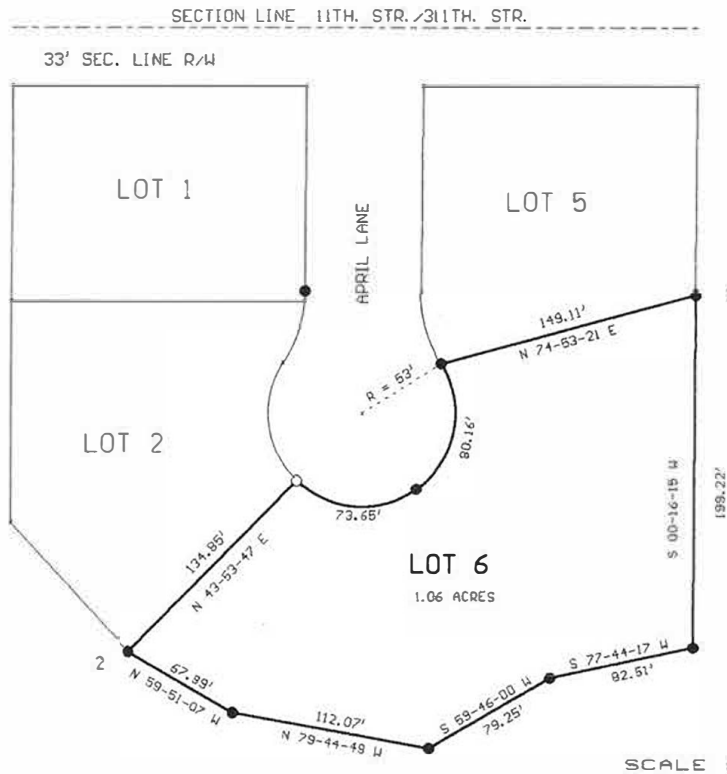 SECTION LINE 11TH. STR./311TH. STR.
33' SEC. LINE R/W
LOT 1
APRIL LANE
LOT 5
149.11'
N 74-53-21 E
R = 53'
80.16'
LOT 2
73.65'
S 00-16-15 W
199.22'
134.85'
N 43-53-47 E
LOT 6
1.06 ACRES
2
67.99'
N 59-51-07 W
112.07'
N 79-44-49 W
S 59-46-00 W
79.25'
S 77-44-17 W
82.51'
SCALE